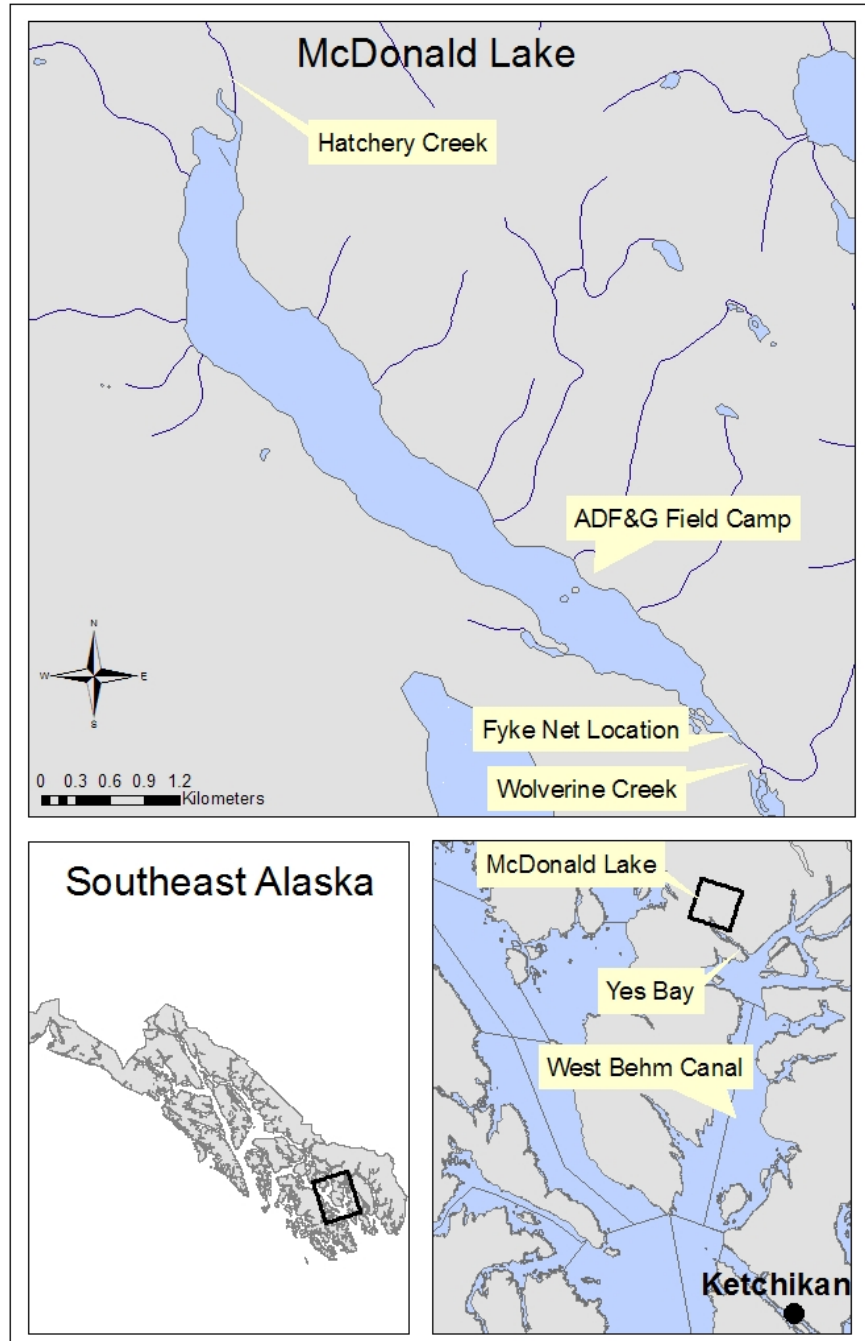 McDonald Lake
Hatchery Creek
ADF&G Field Camp
N
W E
S
Fyke Net Location
Wolverine Creek
0 0.3 0.6 0.9 1.2
Kilometers
Southeast Alaska
McDonald Lake
Yes Bay
West Behm Canal
Ketchikan